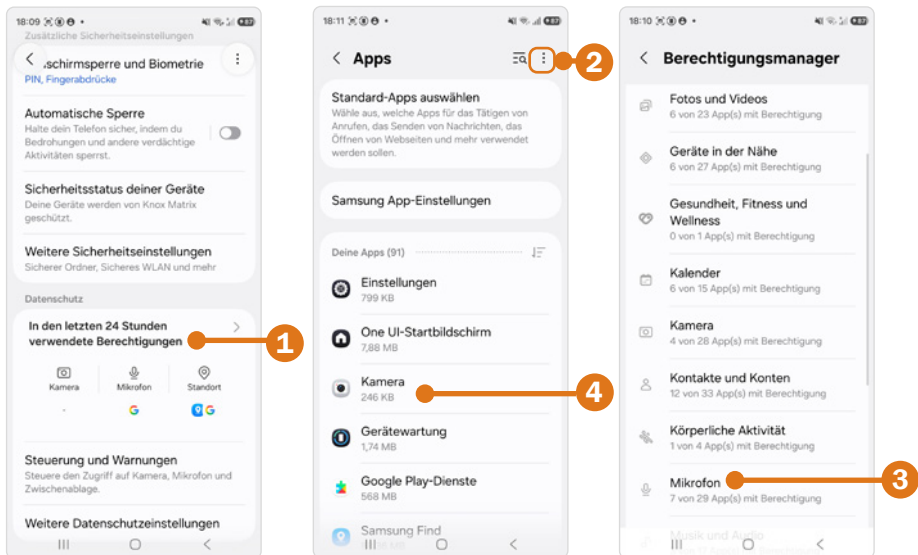 18:09
Zusätzliche Sicherheitseinstellungen
schirmsperre und Biometrie
PIN, Fingerabdrücke
Automatische Sperre
Halte dein Telefon sicher, indem du
Bedrohungen und andere verdächtige
Aktivitäten sperrst.
Sicherheitsstatus deiner Geräte
Deine Geräte werden von Knox Matrix
geschützt.
Weitere Sicherheitseinstellungen
Sicherer Ordner, Sicheres WLAN und mehr
Datenschutz
In den letzten 24 Stunden
verwendete Berechtigungen
1
Kamera Mikrofon Standort
Steuerung und Warnungen
Steuere den Zugriff auf Kamera, Mikrofon und
Zwischenablage.
Weitere Datenschutzeinstellungen
18:11
Apps
2
Standard-Apps auswählen
Wähle aus, welche Apps für das Tätigen von
Anrufen, das Senden von Nachrichten, das
Öffnen von Webseiten und mehr verwendet
werden sollen.
Samsung App-Einstellungen
Deine Apps (91)
Einstellungen
799 KB
One UI-Startbildschirm
7,88 MB
Kamera
246 KB
4
Gerätewartung
1,74 MB
Google Play-Dienste
568 MB
Samsung Find
18:10
Berechtigungsmanager
Fotos und Videos
6 von 23 App(s) mit Berechtigung
Geräte in der Nähe
6 von 27 App(s) mit Berechtigung
Gesundheit, Fitness und
Wellness
0 von 1 App(s) mit Berechtigung
Kalender
6 von 15 App(s) mit Berechtigung
Kamera
4 von 28 App(s) mit Berechtigung
Kontakte und Konten
12 von 33 App(s) mit Berechtigung
Körperliche Aktivität
1 von 4 App(s) mit Berechtigung
Mikrofon
7 von 29 App(s) mit Berechtigung
3
Musik und Audio